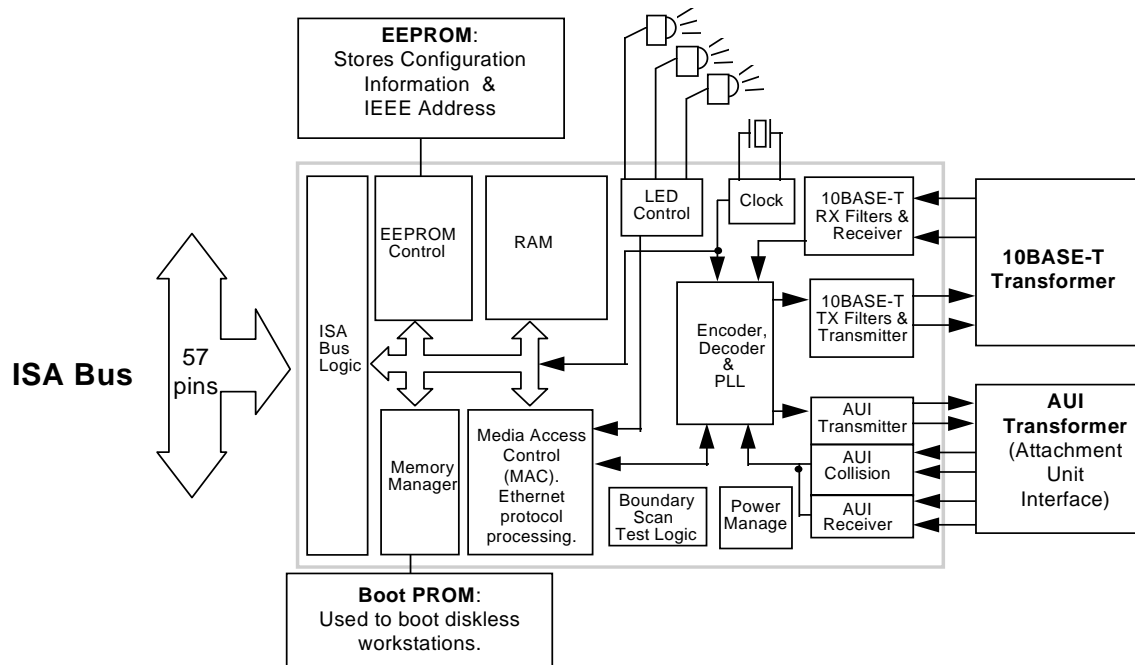 EEPROM:
Stores Configuration
Information &
IEEE Address
ISA Bus
57
pins
ISA
Bus
Logic
EEPROM
Control
RAM
LED
Control
Clock
10BASE-T
RX Filters &
Receiver
10BASE-T
Transformer
Encoder,
Decoder
&
PLL
10BASE-T
TX Filters &
Transmitter
Memory
Manager
Media Access
Control
(MAC).
Ethernet
protocol
processing.
Boundary
Scan
Test Logic
Power
Manage
AUI
Transmitter
AUI
Collision
AUI
Receiver
AUI
Transformer
(Attachment
Unit
Interface)
Boot PROM:
Used to boot diskless
workstations.